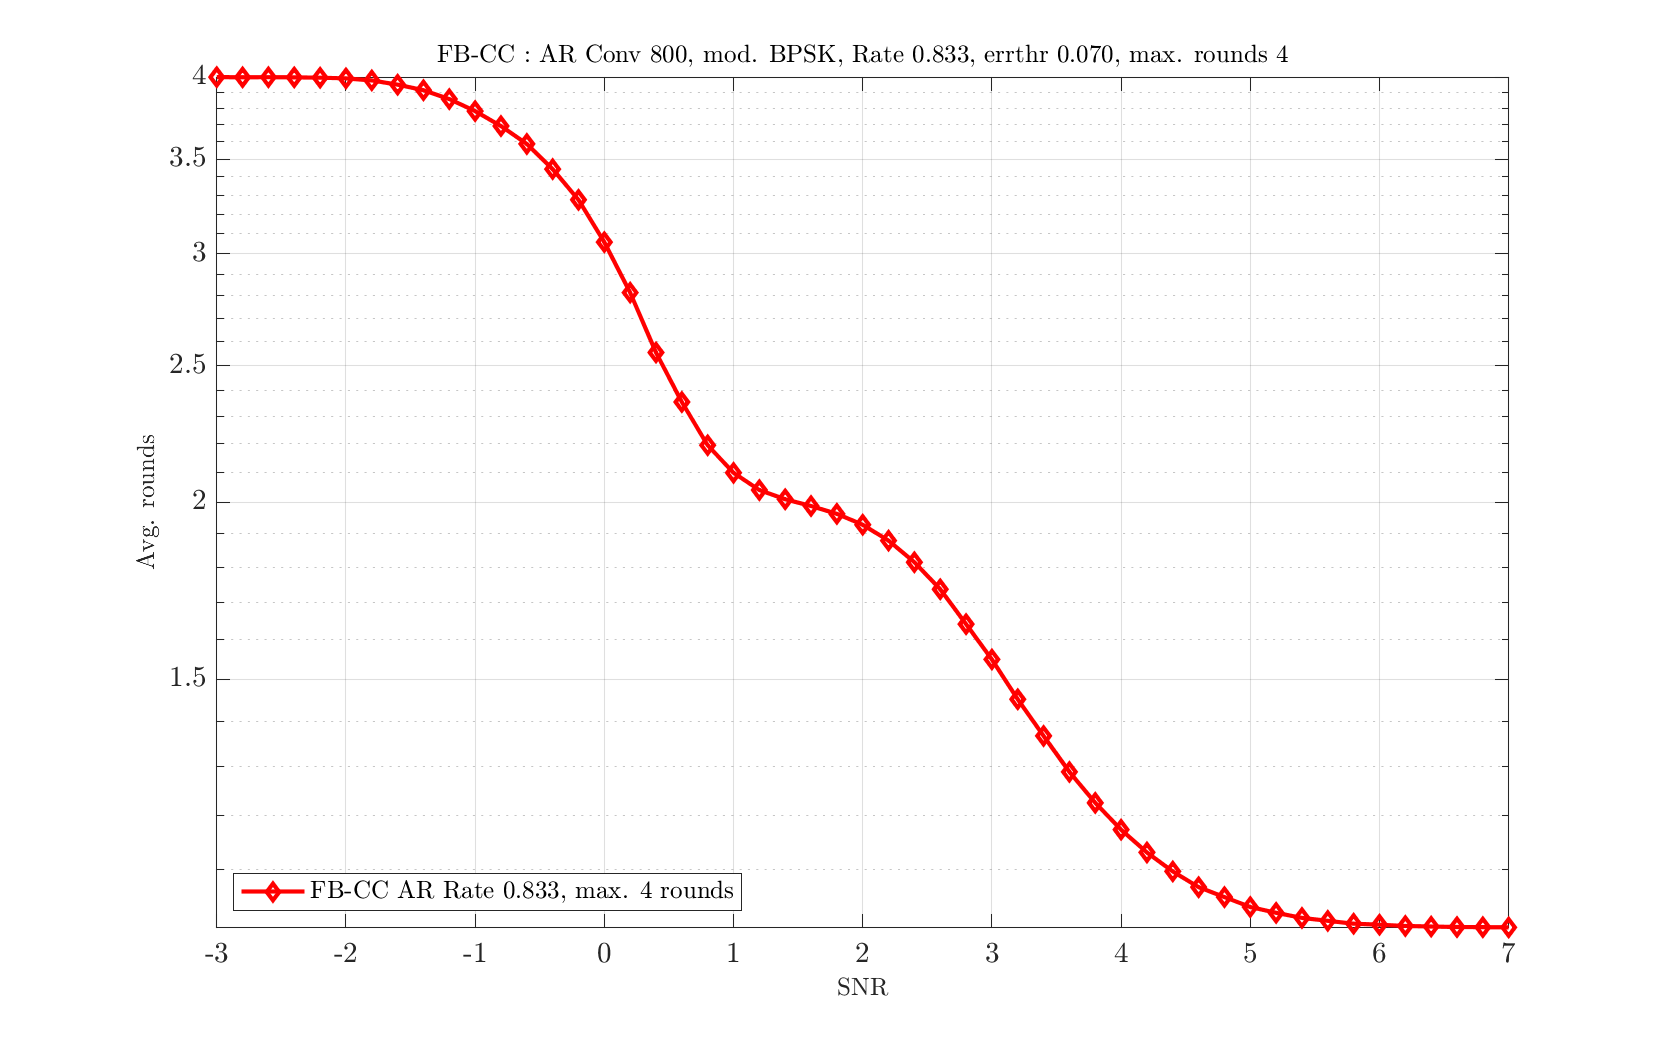 FB-CC : AR Conv 800, mod. BPSK, Rate 0.833, errthr 0.070, max. rounds 4
4
3.5
3
2.5
2
1.5
Avg. rounds
FB-CC AR Rate 0.833, max. 4 rounds
-3 -2 -1 0 1 2 3 4 5 6 7
SNR